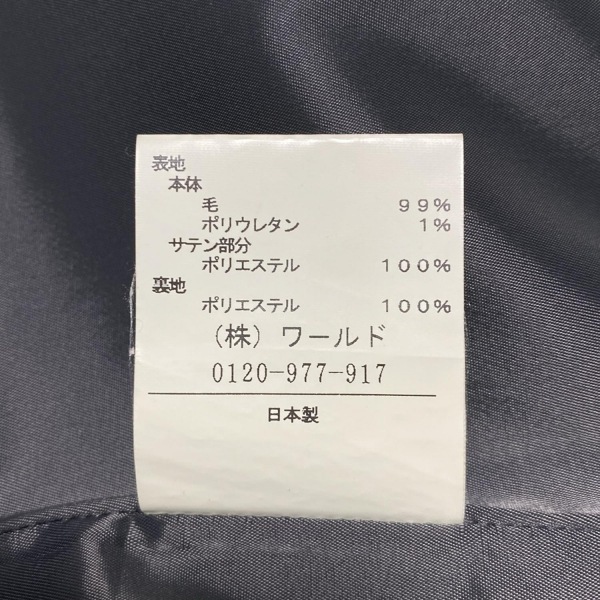 表地
本体
毛 99%
ポリウレタン 1%
サテン部分
ポリエステル 100%
裏地
ポリエステル 100%
(株) ワールド
0120-977-917
日本製